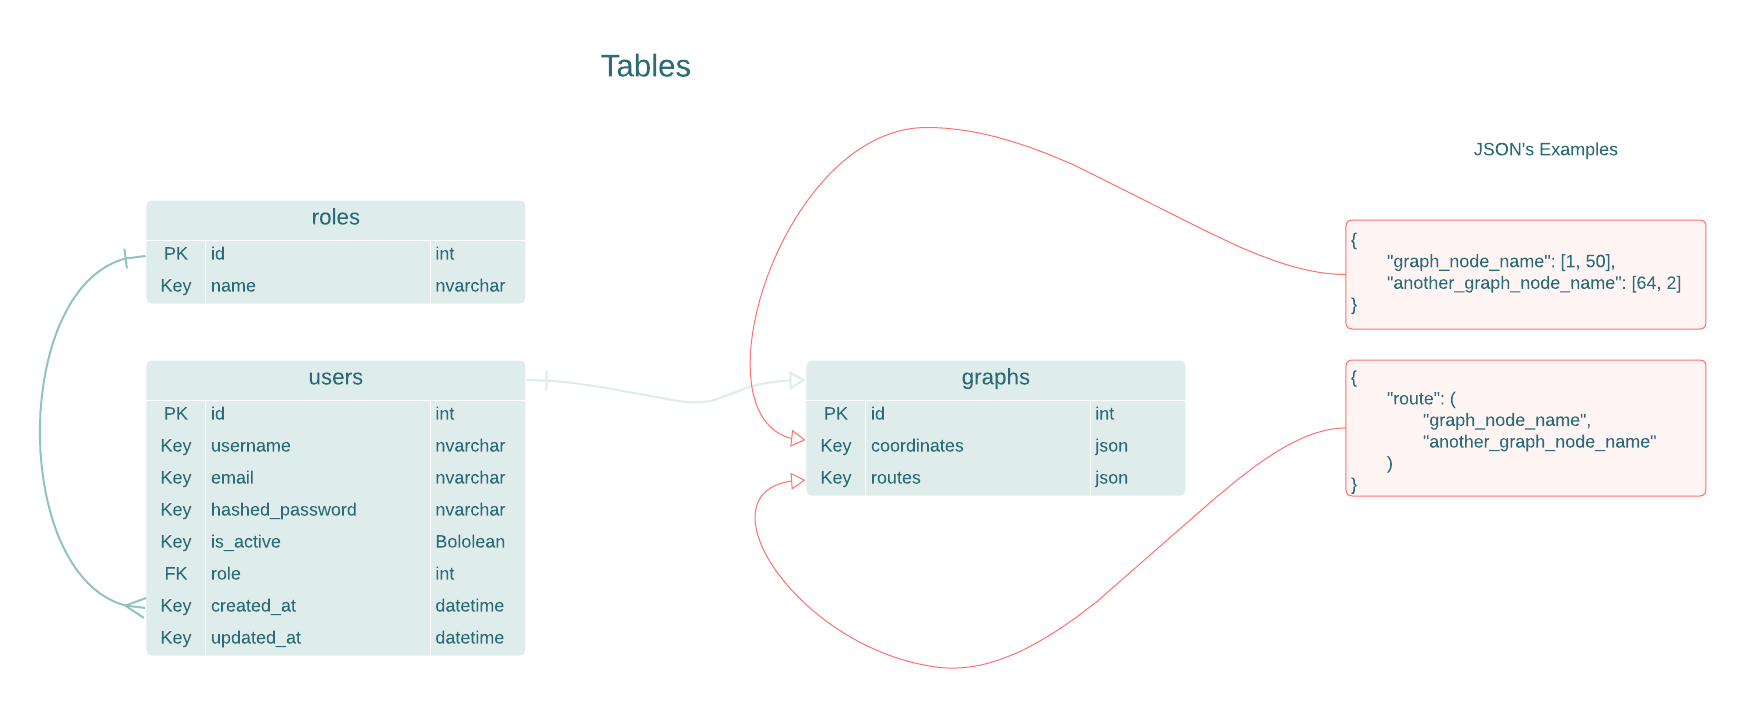 Tables
JSON's Examples
roles
PK id int
Key name nvarchar
users
PK id int
Key username nvarchar
Key email nvarchar
Key hashed_password nvarchar
Key is_active Bololean
FK role int
Key created_at datetime
Key updated_at datetime
graphs
PK id int
Key coordinates json
Key routes json
{
"graph_node_name": [1, 50],
"another_graph_node_name": [64, 2]
}
{
"route": (
"graph_node_name",
"another_graph_node_name"
)
}